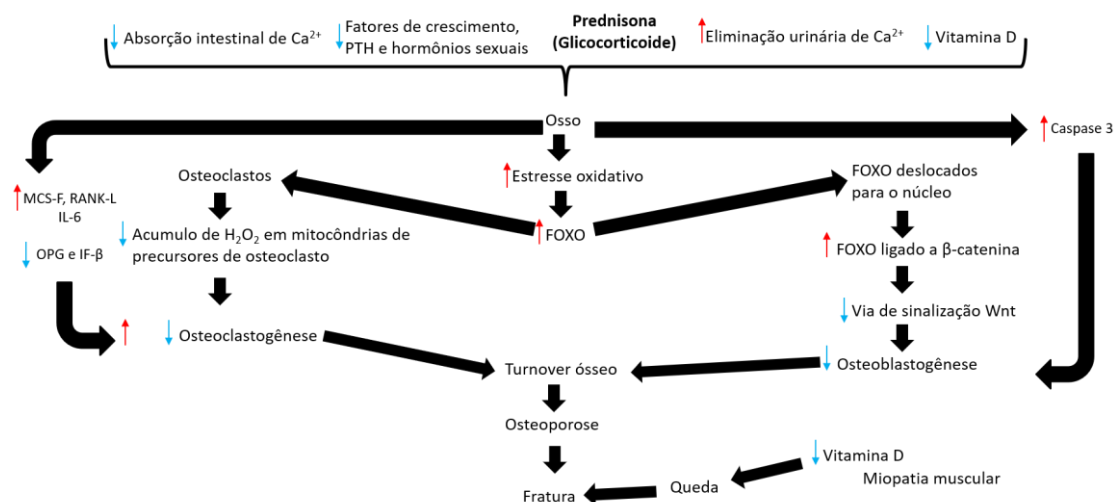 Absorção intestinal de Ca²⁺
Fatores de crescimento,
PTH e hormônios sexuais
Prednisona
(Glicocorticoide)
Eliminação urinária de Ca²⁺
Vitamina D
Osso
Caspase 3
MCS-F, RANK-L
IL-6
OPG e IF-β
Osteoclastos
Acumulo de H₂O₂ em mitocôndrias de
precursores de osteoclasto
Osteoclastogênese
Estresse oxidativo
FOXO
FOXO deslocados
para o núcleo
FOXO ligado a β-catenina
Via de sinalização Wnt
Osteoblastogênese
Turnover ósseo
Osteoporose
Fratura
Queda
Vitamina D
Miopatia muscular